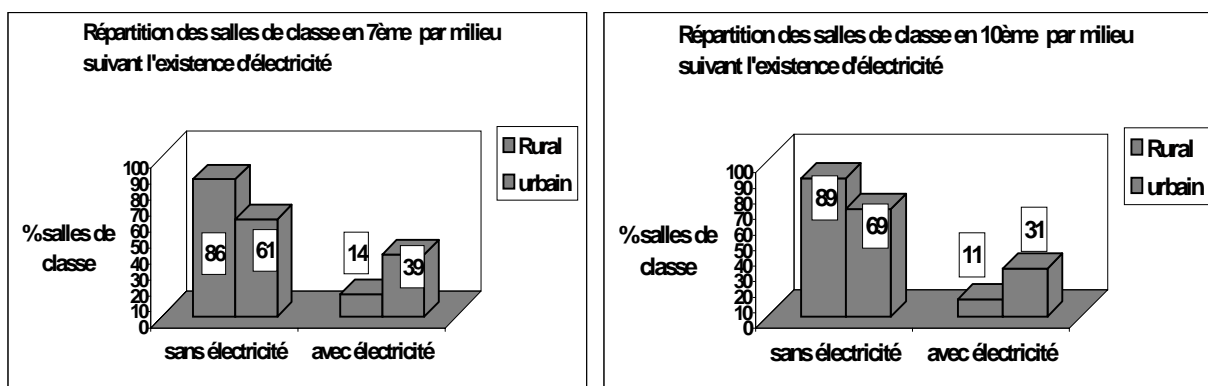 Répartition des salles de classe en 7ème par milieu
suivant l'existence d'électricité
Rural
urbain
% salles de
classe
100
90
80
70
60
50
40
30
20
10
0
86
61
14
39
sans électricité
avec électricité
Répartition des salles de classe en 10ème par milieu
suivant l'existence d'électricité
Rural
urbain
% salles de
classe
100
90
80
70
60
50
40
30
20
10
0
89
69
11
31
sans électricité
avec électricité